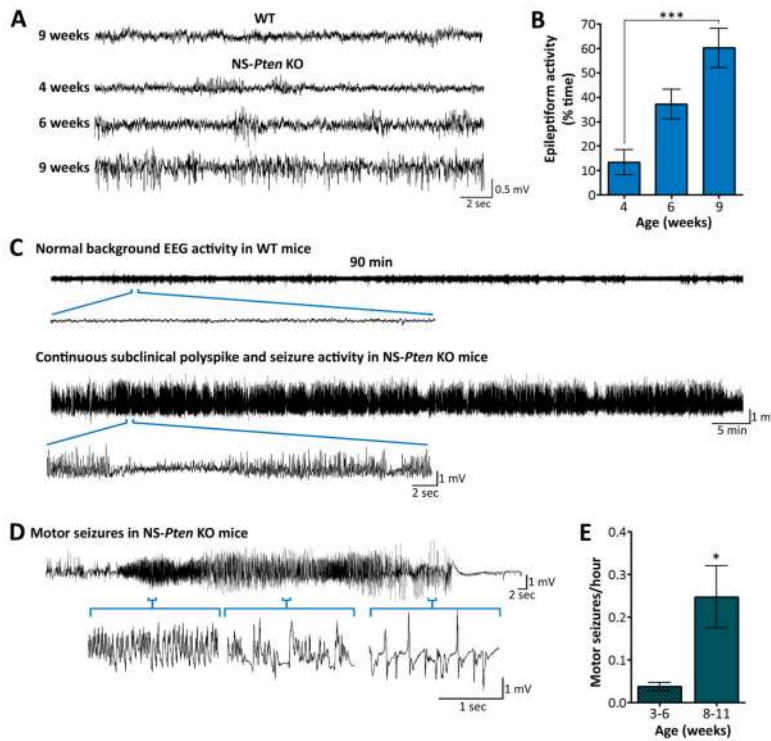 A
WT
9 weeks
NS-Pten KO
4 weeks
6 weeks
9 weeks
0.5 mV
2 sec
B
***
Epileptiform activity
(% time)
70
60
50
40
30
20
10
0
4 6 9
Age (weeks)
C Normal background EEG activity in WT mice
90 min
Continuous subclinical polyspike and seizure activity in NS-Pten KO mice
1 mV
5 min
1 mV
2 sec
D Motor seizures in NS-Pten KO mice
1 mV
2 sec
1 mV
1 sec
E
Motor seizures/hour
0.4
0.3
0.2
0.1
0.0
*
3-6 8-11
Age (weeks)